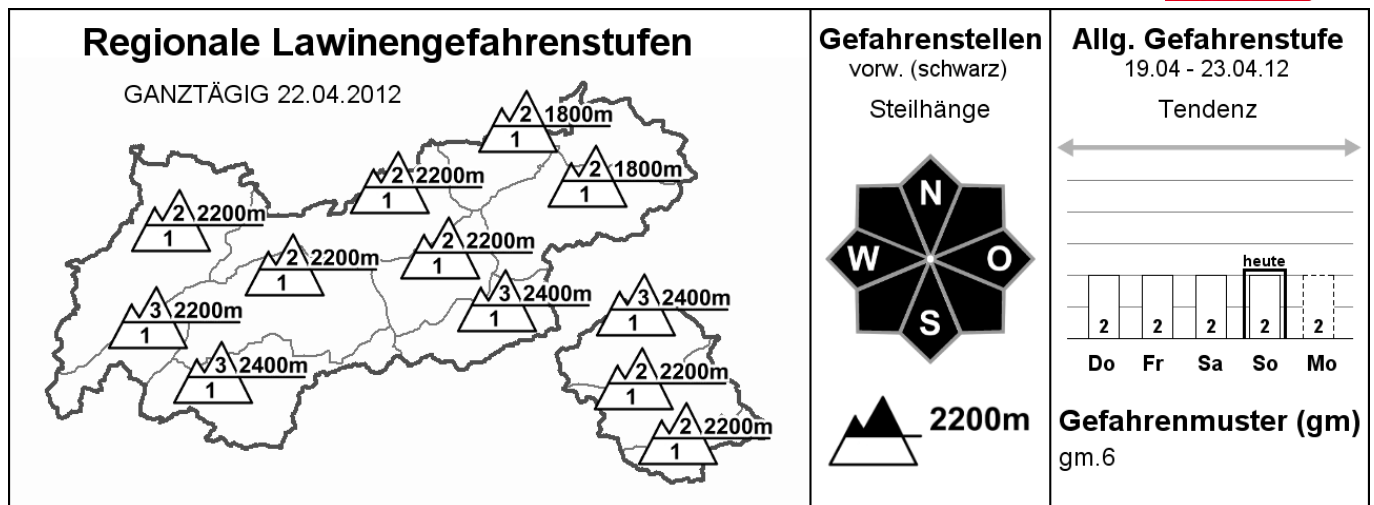 Regionale Lawinengefahrenstufen
GANZTÄGIG 22.04.2012
2 1800m
1
2 1800m
1
2 2200m
1
2 2200m
1
2 2200m
1
2 2200m
1
3 2400m
1
3 2400m
1
3 2200m
1
3 2400m
1
2 2200m
1
2 2200m
1
Gefahrenstellen
vorw. (schwarz)
Steilhänge
N
W O
S
2200m
Allg. Gefahrenstufe
19.04 - 23.04.12
Tendenz
heute
2 2 2 2 2
Do Fr Sa So Mo
Gefahrenmuster (gm)
gm.6